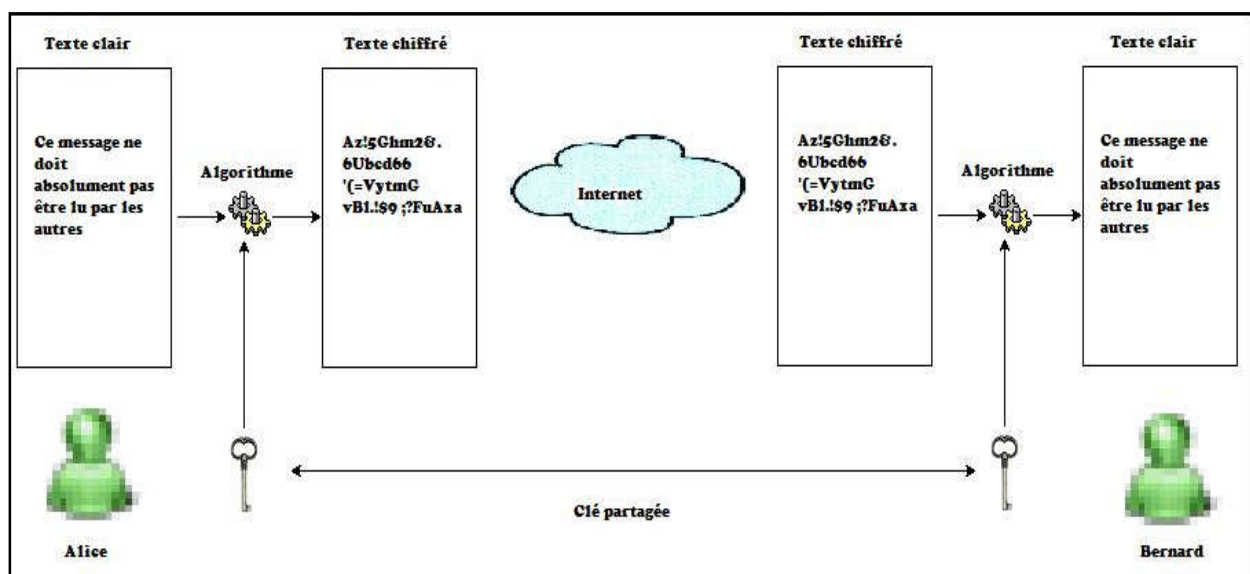 Texte clair
Texte chiffré
Texte chiffré
Texte clair
Ce message ne
doit
absolument pas
être lu par les
autres
Algorithme
Az!5Ghm2&.
6Ubcd66
'(=VytmG
vB1.!$9 ;?FuAxa
Internet
Az!5Ghm2&.
6Ubcd66
'(=VytmG
vB1.!$9 ;?FuAxa
Algorithme
Ce message ne
doit
absolument pas
être lu par les
autres
Clé partagée
Alice
Bernard